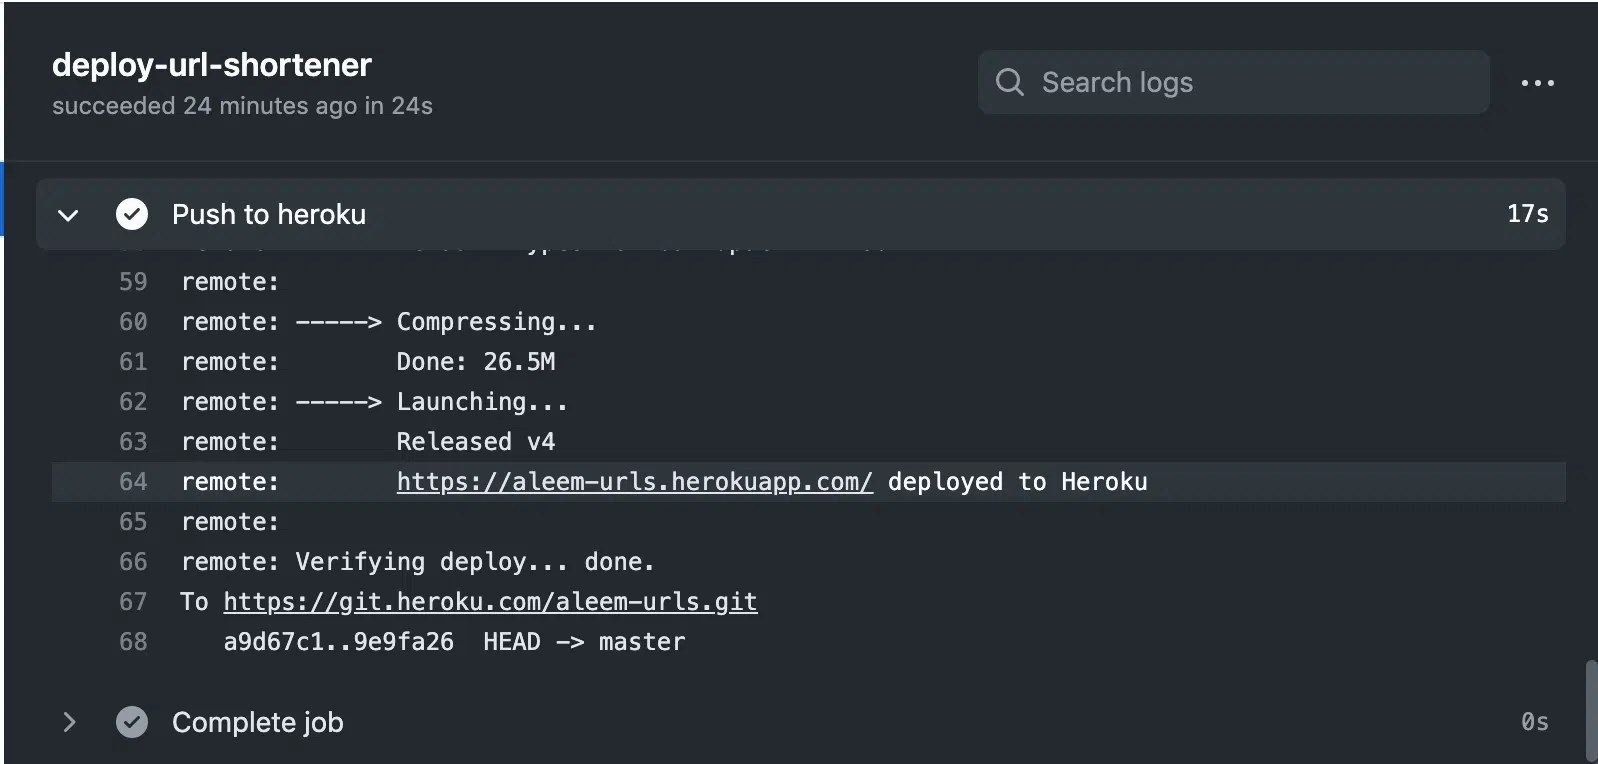 deploy-url-shortener
succeeded 24 minutes ago in 24s
Search logs
Push to heroku 17s
59 remote:
60 remote: -----> Compressing...
61 remote:        Done: 26.5M
62 remote: -----> Launching...
63 remote:        Released v4
64 remote:        https://aleem-urls.herokuapp.com/ deployed to Heroku
65 remote:
66 remote: Verifying deploy... done.
67 To https://git.heroku.com/aleem-urls.git
68    a9d67c1..9e9fa26  HEAD -> master
Complete job 0s